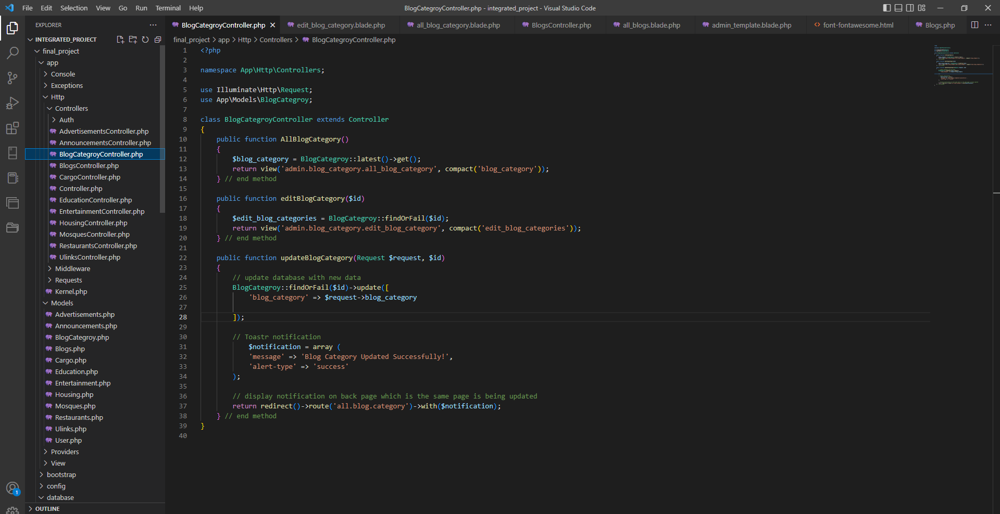 File Edit Selection View Go Run Terminal Help
BlogCategroyController.php - integrated_project - Visual Studio Code
EXPLORER
INTEGRATED_PROJECT
final_project
app
Console
Exceptions
Http
Controllers
Auth
AdvertisementsController.php
AnnouncementsController.php
BlogCategroyController.php
BlogsController.php
CargoController.php
Controller.php
EducationController.php
EntertainmentController.php
HousingController.php
MosquesController.php
RestaurantsController.php
UlinksController.php
Middleware
Requests
Kernel.php
Models
Advertisements.php
Announcements.php
BlogCategroy.php
Blogs.php
Cargo.php
Education.php
Entertainment.php
Housing.php
Mosques.php
Restaurants.php
Ulinks.php
User.php
Providers
View
bootstrap
config
database
OUTLINE
1
BlogCategroyController.php edit_blog_category.blade.php all_blog_category.blade.php BlogsController.php all_blogs.blade.php admin_template.blade.php font-fontawesome.html Blogs.php
final_project > app > Http > Controllers > BlogCategroyController.php
1 <?php
2
3 namespace App\Http\Controllers;
4
5 use Illuminate\Http\Request;
6 use App\Models\BlogCategroy;
7
8 class BlogCategroyController extends Controller
9 {
10 public function AllBlogCategory()
11 {
12 $blog_category = BlogCategroy::latest()->get();
13 return view('admin.blog_category.all_blog_category', compact('blog_category'));
14 } // end method
15
16 public function editBlogCategory($id)
17 {
18 $edit_blog_categories = BlogCategroy::findOrFail($id);
19 return view('admin.blog_category.edit_blog_category', compact('edit_blog_categories'));
20 } // end method
21
22 public function updateBlogCategory(Request $request, $id)
23 {
24 // update database with new data
25 BlogCategroy::findOrFail($id)->update([
26 'blog_category' => $request->blog_category
27
28 ]);
29
30 // Toastr notification
31 $notification = array (
32 'message' => 'Blog Category Updated Successfully!',
33 'alert-type' => 'success'
34 );
35
36 // display notification on back page which is the same page is being updated
37 return redirect()->route('all.blog.category')->with($notification);
38 } // end method
39 }
40